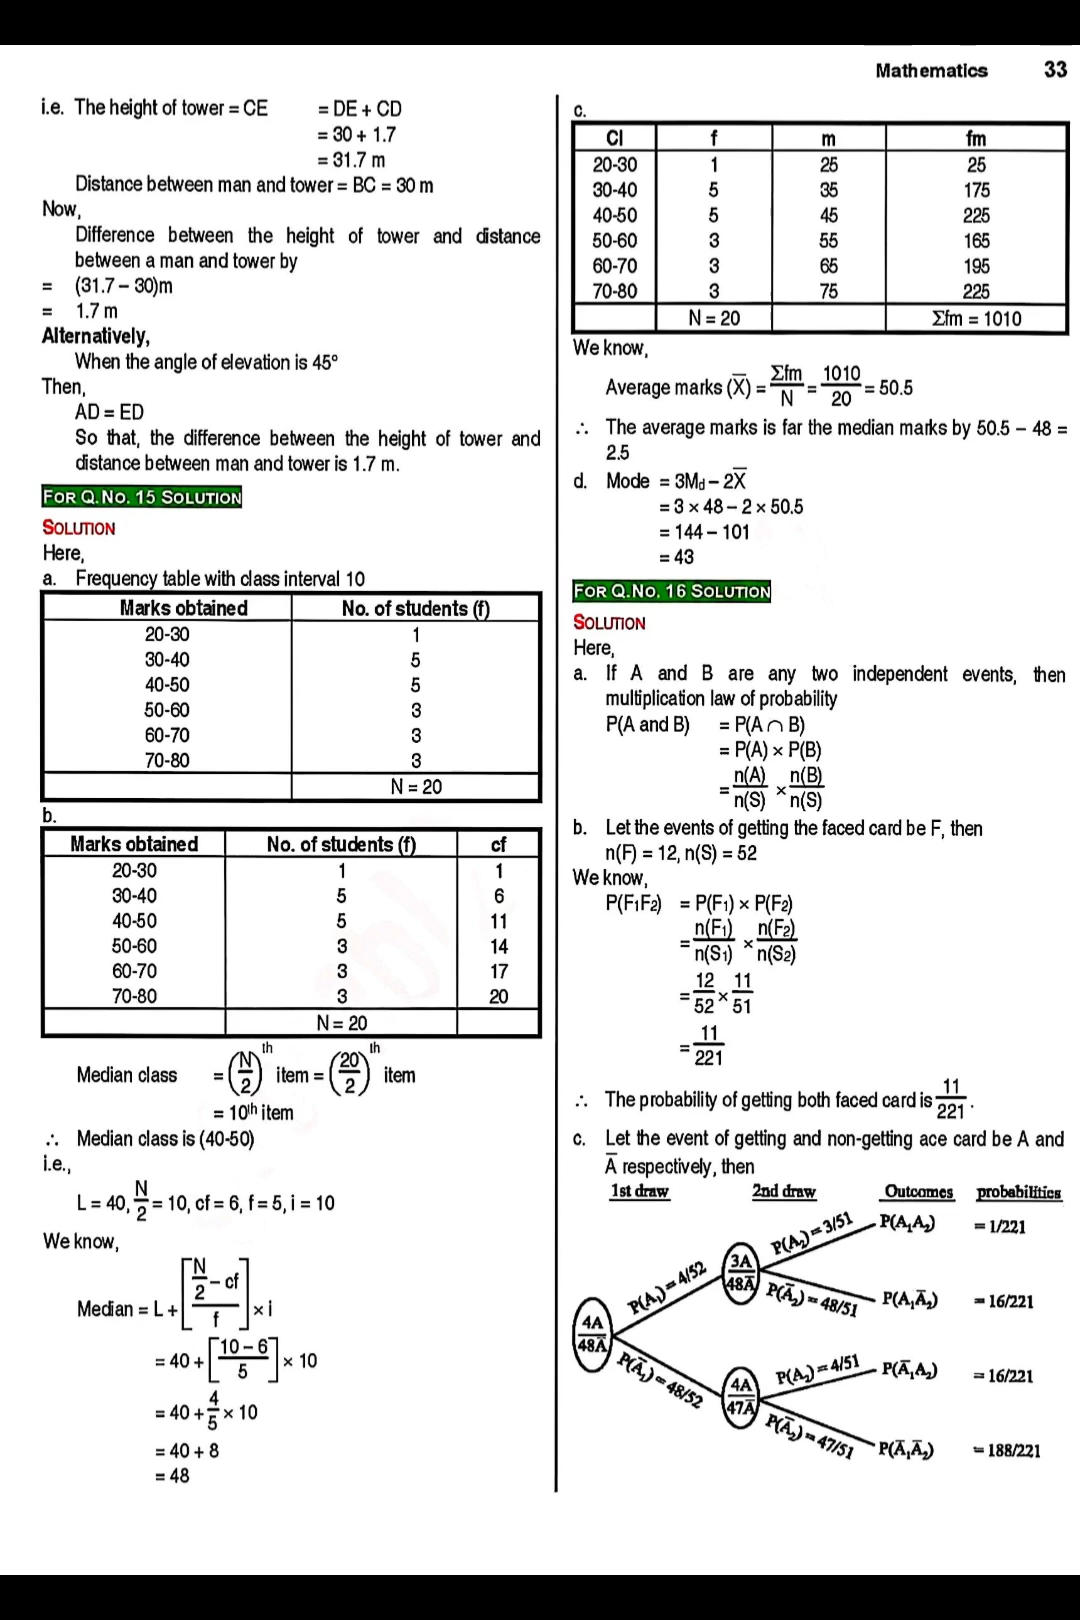 Mathematics 33
i.e. The height of tower = CE = DE + CD
= 30 + 1.7
= 31.7 m
Distance between man and tower = BC = 30 m
Now,
Difference between the height of tower and distance
between a man and tower by
= (31.7 – 30)m
= 1.7 m
Alternatively,
When the angle of elevation is 45°
Then,
AD = ED
So that, the difference between the height of tower and
distance between man and tower is 1.7 m.
FOR Q.NO. 15 SOLUTION
SOLUTION
Here,
a. Frequency table with class interval 10
Marks obtained No. of students (f)
20-30 1
30-40 5
40-50 5
50-60 3
60-70 3
70-80 3
N = 20
b.
Marks obtained No. of students (f) cf
20-30 1 1
30-40 5 6
40-50 5 11
50-60 3 14
60-70 3 17
70-80 3 20
N = 20
Median class = (N/2)th item = (20/2)th item
= 10th item
∴ Median class is (40-50)
i.e.,
L = 40, N/2 = 10, cf = 6, f = 5, i = 10
We know,
Median = L + [(N/2 – cf)/f] × i
= 40 + [(10 – 6)/5] × 10
= 40 + 4/5 × 10
= 40 + 8
= 48
c.
CI f m fm
20-30 1 25 25
30-40 5 35 175
40-50 5 45 225
50-60 3 55 165
60-70 3 65 195
70-80 3 75 225
N = 20 Σfm = 1010
We know,
Average marks (X̅) = Σfm/N = 1010/20 = 50.5
∴ The average marks is far the median marks by 50.5 – 48 =
2.5
d. Mode = 3Md – 2X̅
= 3 × 48 – 2 × 50.5
= 144 – 101
= 43
FOR Q.NO. 16 SOLUTION
SOLUTION
Here,
a. If A and B are any two independent events, then
multiplication law of probability
P(A and B) = P(A ∩ B)
= P(A) × P(B)
= n(A)/n(S) × n(B)/n(S)
b. Let the events of getting the faced card be F, then
n(F) = 12, n(S) = 52
We know,
P(F₁F₂) = P(F₁) × P(F₂)
= n(F₁)/n(S₁) × n(F₂)/n(S₂)
= 12/52 × 11/51
= 11/221
∴ The probability of getting both faced card is 11/221.
c. Let the event of getting and non-getting ace card be A and
A̅ respectively, then
1st draw 2nd draw Outcomes probabilities
P(A₂) = 3/51 P(A₁A₂) = 1/221
P(A₁) = 4/52 3A/48A̅
P(A̅₂) = 48/51 P(A₁A̅₂) = 16/221
4A/48A̅
P(A̅₁) = 48/52 P(A₂) = 4/51 P(A̅₁A₂) = 16/221
4A/47A̅
P(A̅₂) = 47/51 P(A̅₁A̅₂) = 188/221